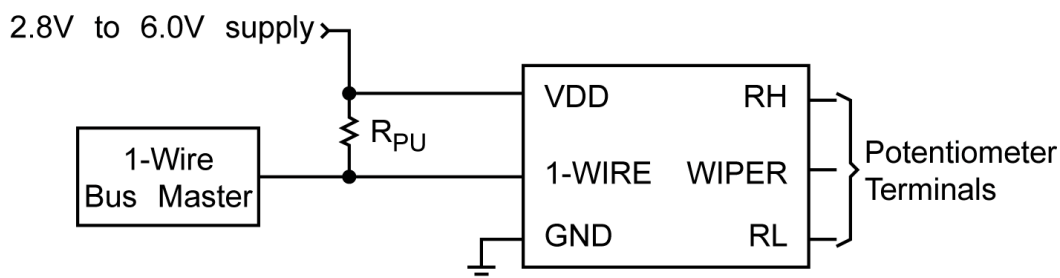 2.8V to 6.0V supply
VDD
RH
RPU
1-Wire
Bus Master
1-WIRE
WIPER
Potentiometer
Terminals
GND
RL